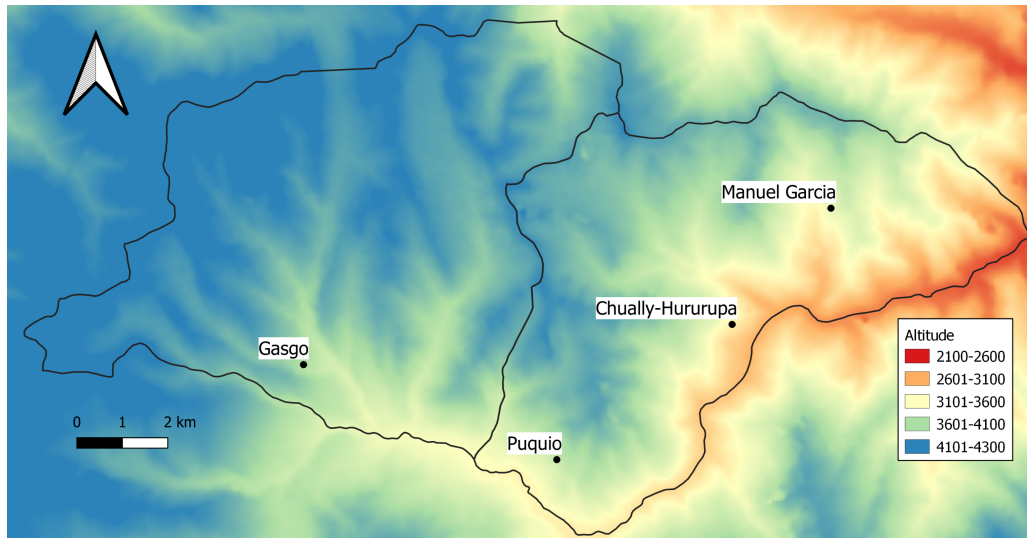 Manuel Garcia
Chually-Hururupa
Gasgo
Puquio
0 1 2 km
Altitude
2100-2600
2601-3100
3101-3600
3601-4100
4101-4300